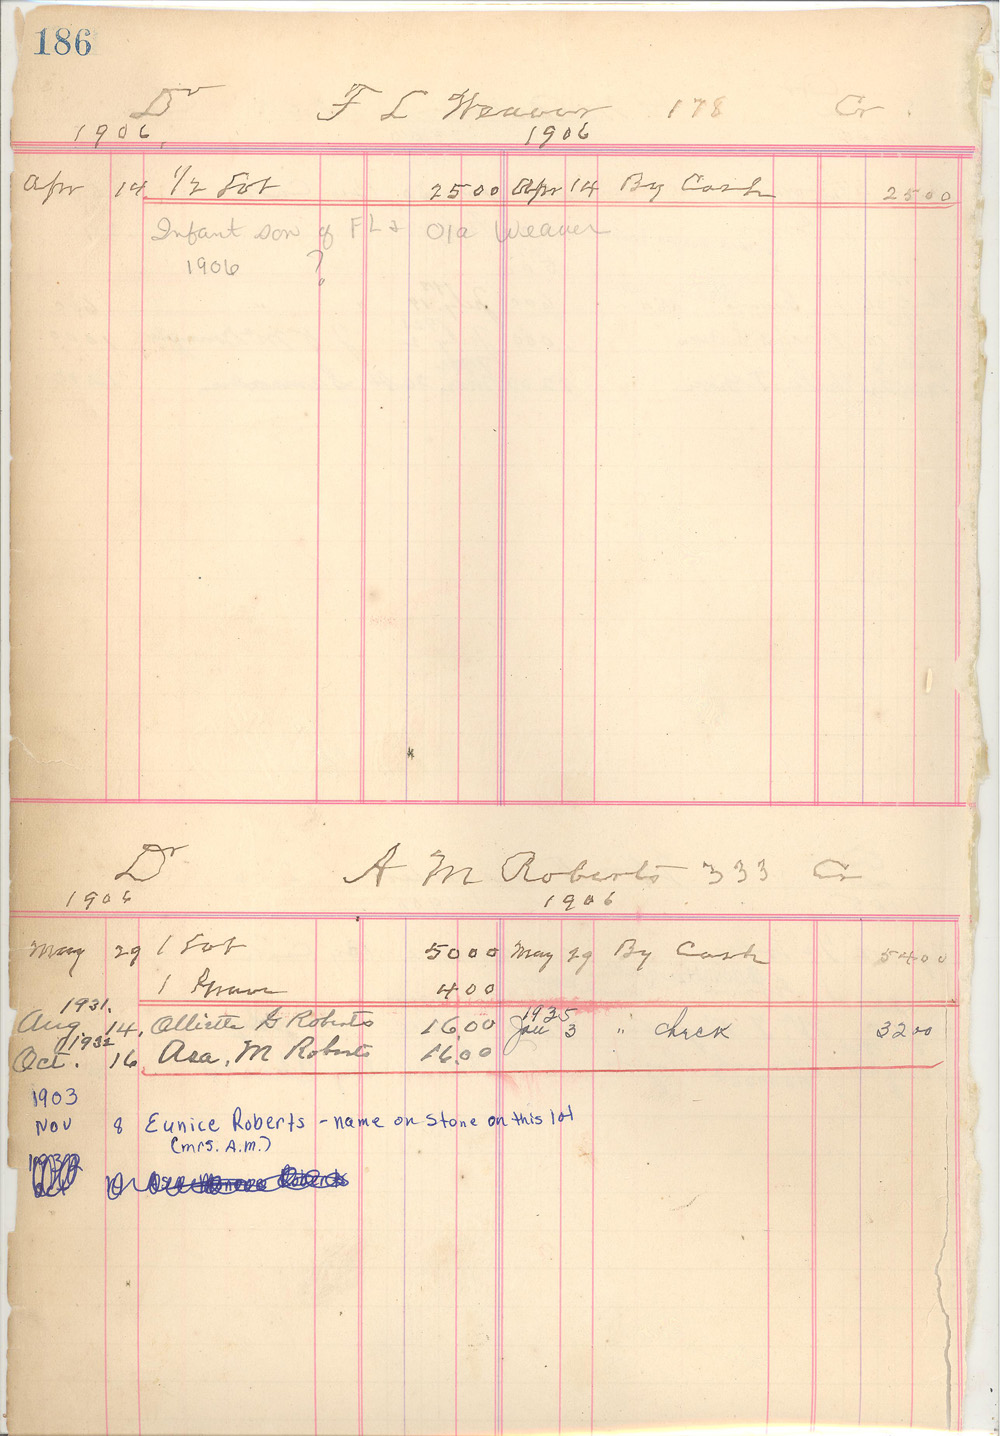 186
Dr F L Weaver 178 Cr
1906 1906
Apr 14 1/2 Lot 25 00 Apr 14 By Cash 25 00
Infant son of F L & Ola Weaver
1906 ?
Dr A M Roberts 333 Cr
1906 1906
May 29 1 Lot 50 00 May 29 By Cash 54 00
1 Grave 4 00
1931. 1935
Aug. 14, Roberts 16.00 Jan 3 " check 32 00
1932
Oct. 16 Asa. M Roberts 16.00
1903
Nov 8 Eunice Roberts - name on stone on this lot
(Mrs. A.M.)